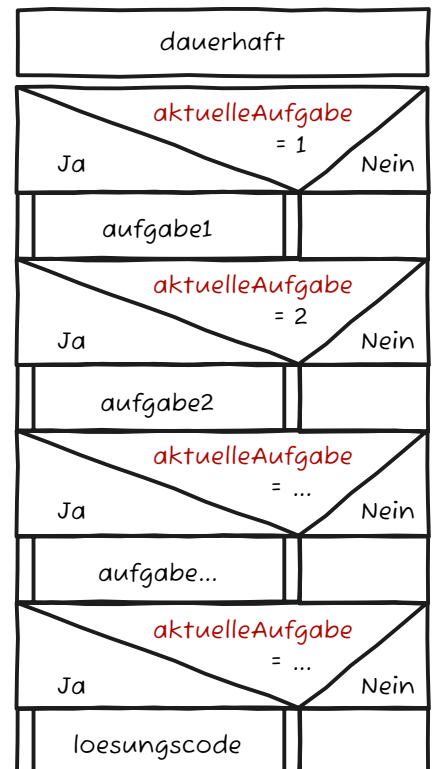 dauerhaft
aktuelleAufgabe
= 1
Ja
Nein
aufgabe1
aktuelleAufgabe
= 2
Ja
Nein
aufgabe2
aktuelleAufgabe
= ...
Ja
Nein
aufgabe...
aktuelleAufgabe
= ...
Ja
Nein
loesungscode